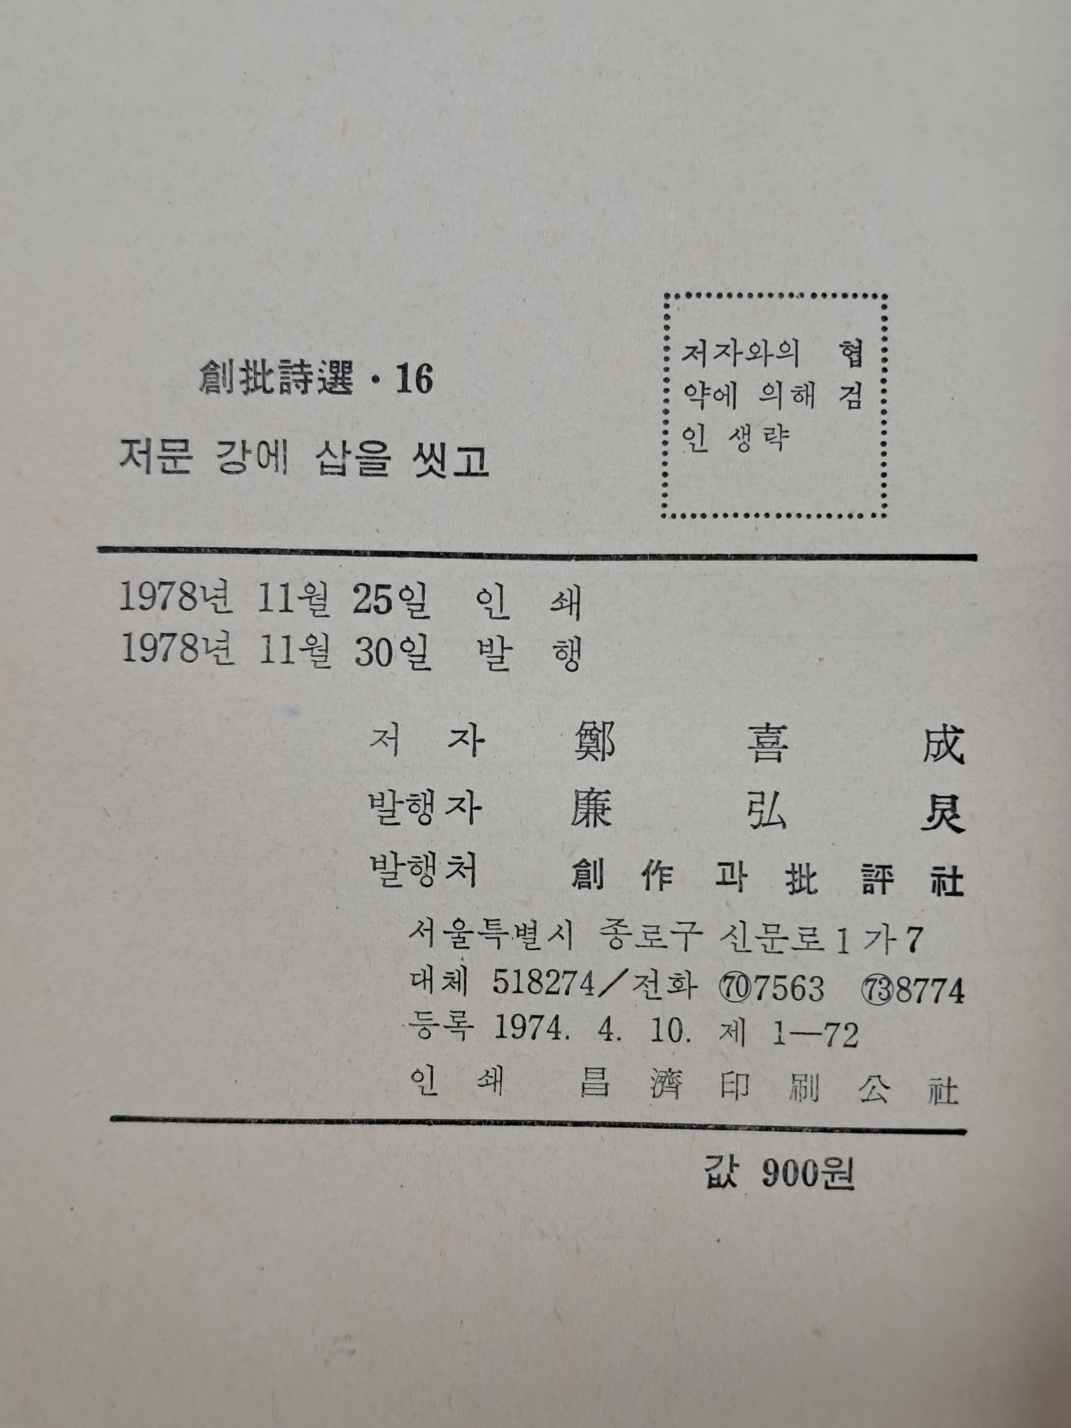 創批詩選·16
저문 강에 삽을 씻고
저자와의 협
약에 의해 검
인 생략
1978년 11월 25일 인 쇄
1978년 11월 30일 발 행
저 자 鄭 喜 成
발행자 廉 弘 炅
발행처 創 作 과 批 評 社
서울특별시 종로구 신문로 1 가 7
대체 518274/전화 ⑺⓪7563 ㊼8774
등록 1974. 4. 10. 제 1—72
인 쇄 昌 濟 印 刷 公 社
값 900원